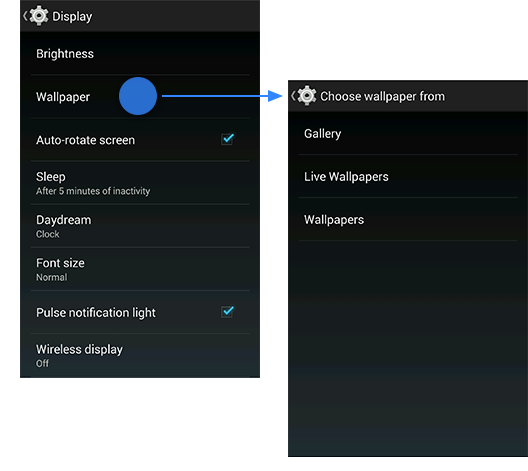 Display
Brightness
Wallpaper
Auto-rotate screen
Sleep
After 5 minutes of inactivity
Daydream
Clock
Font size
Normal
Pulse notification light
Wireless display
Off
Choose wallpaper from
Gallery
Live Wallpapers
Wallpapers